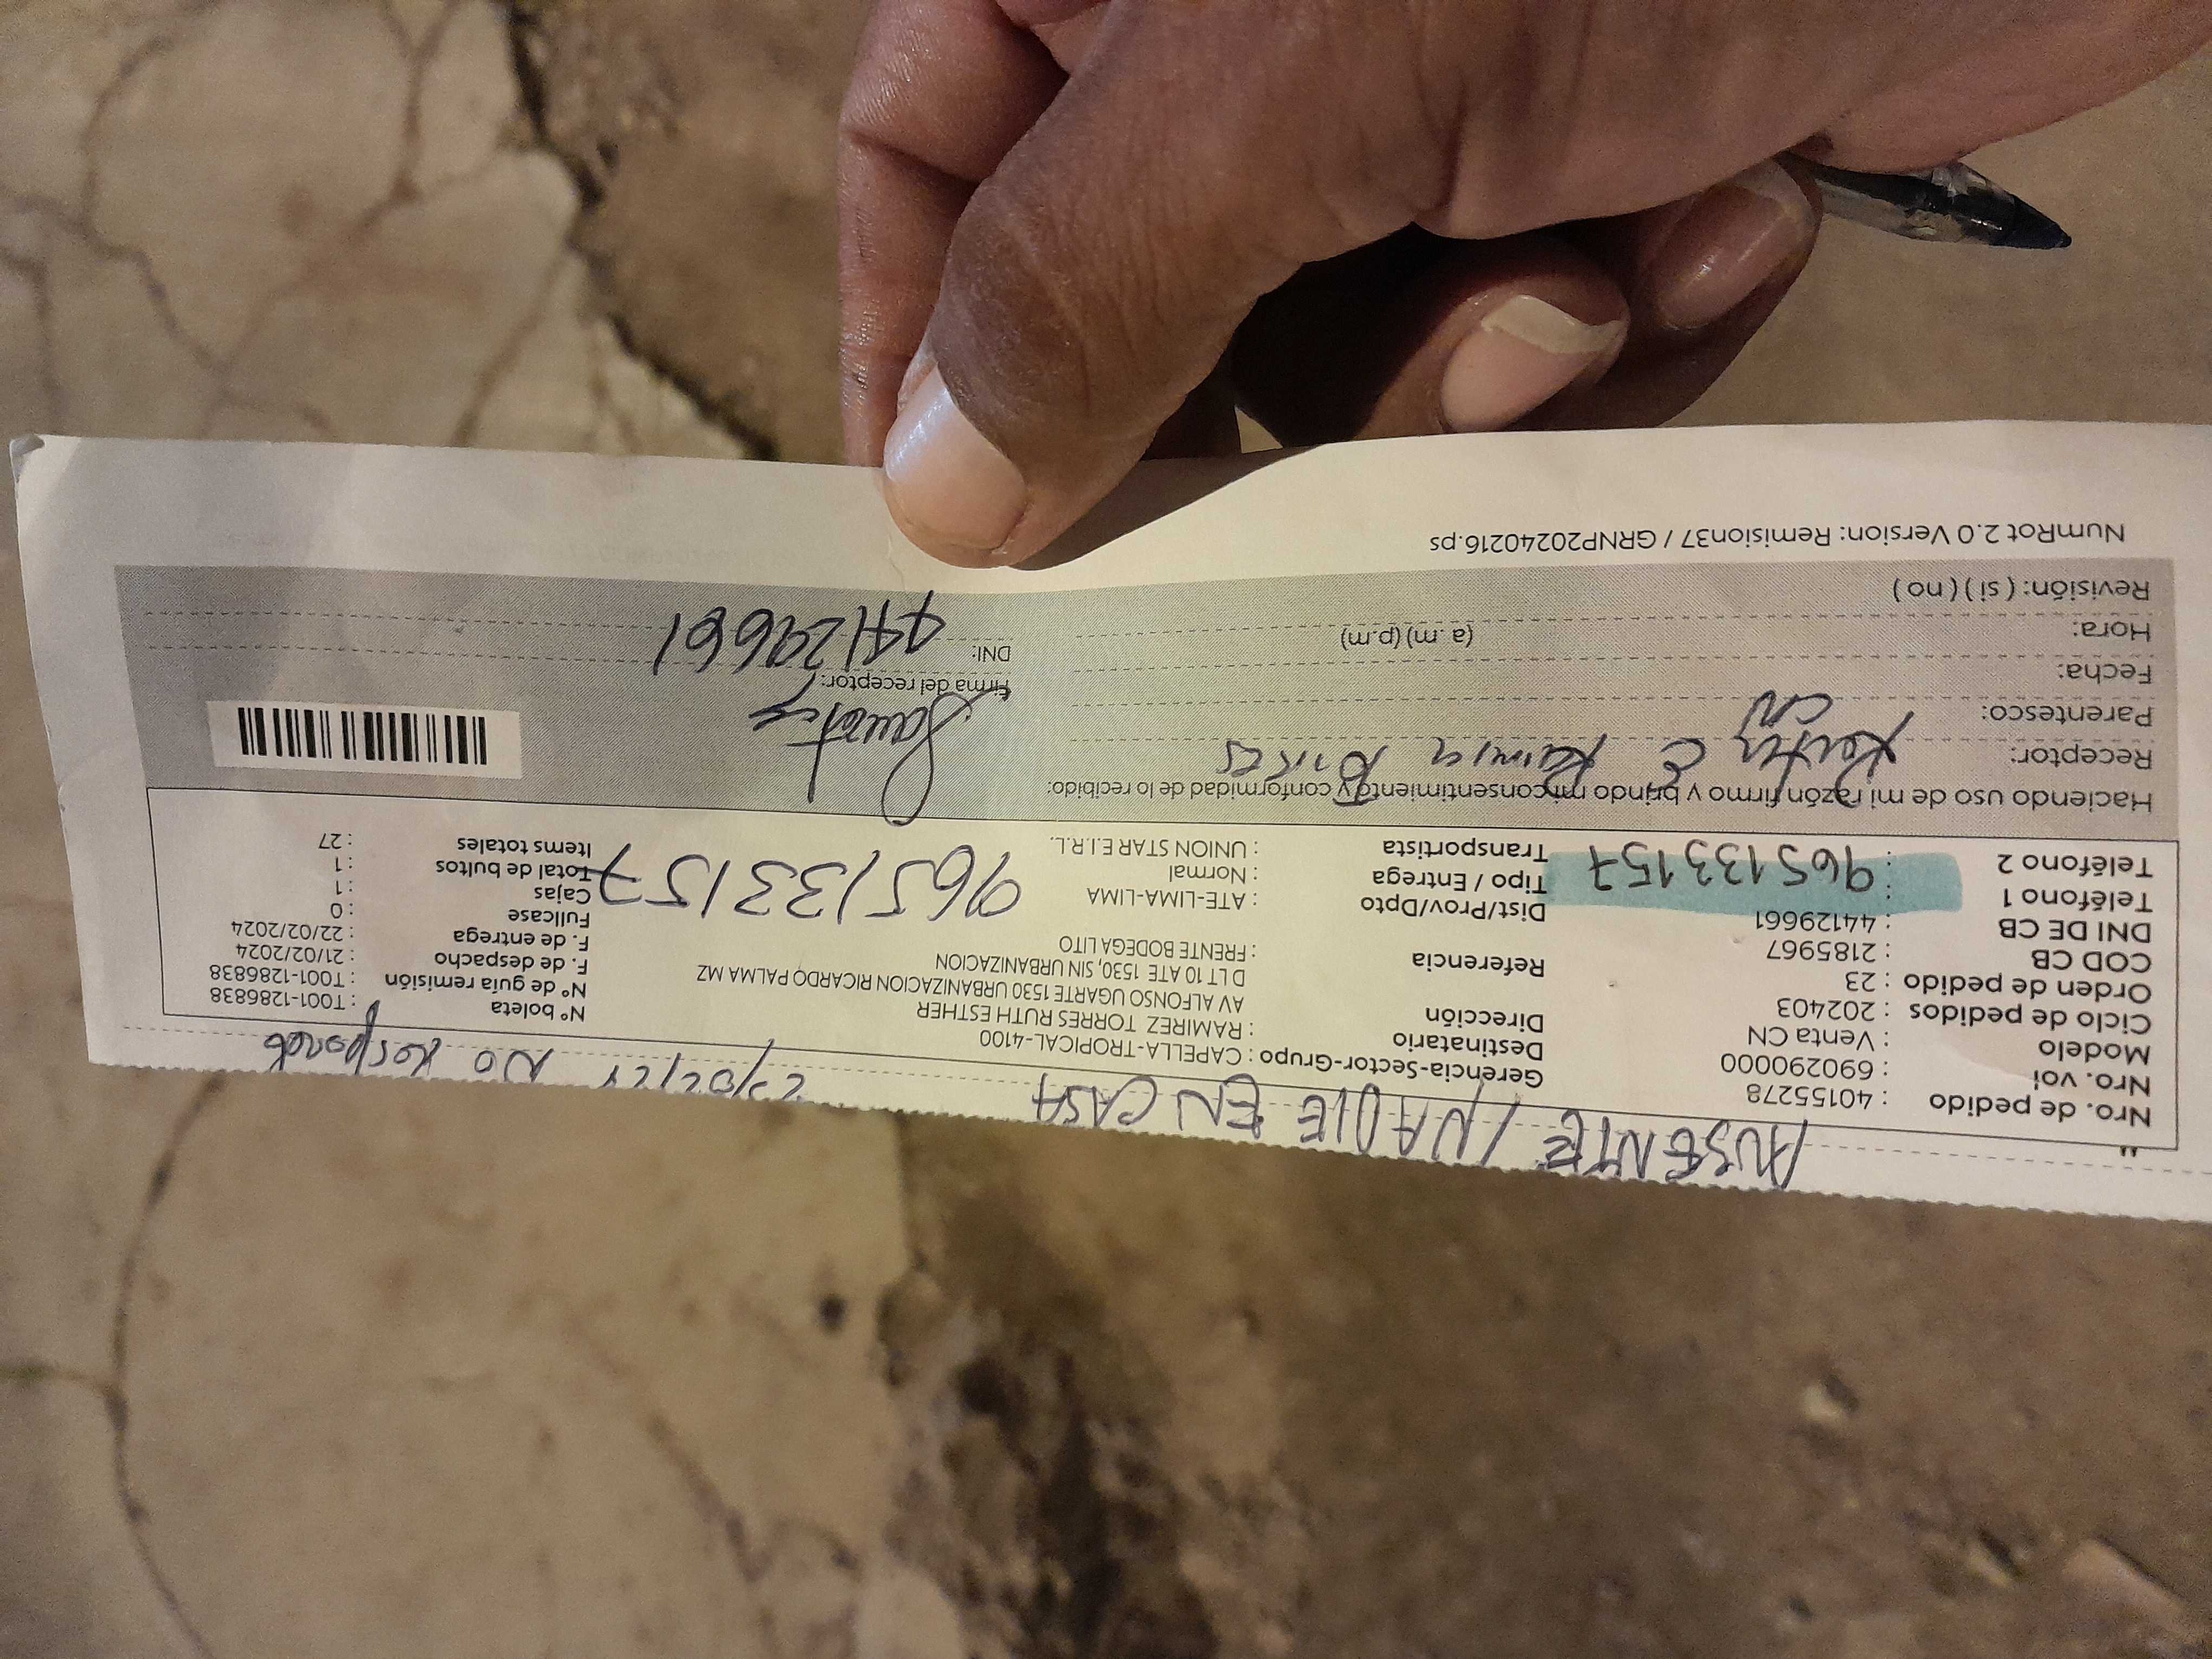 AUSENTE / NADIE EN CASA
No Responde
Nro. de pedido : 40155278
Nro. vol : 690290000
Modelo : Venta CN
Ciclo de pedidos : 202403
Orden de pedido : 23
COD CB : 2185967
DNI DE CB : 44129661
Teléfono 1 : 965133157
Teléfono 2 :
Gerencia-Sector-Grupo : CAPELLA-TROPICAL-4100
Destinatario : RAMIREZ TORRES RUTH ESTHER
Dirección AV ALFONSO UGARTE 1530 URBANIZACION RICARDO PALMA MZ
D LT 10 ATE 1530, SIN URBANIZACION
Referencia : FRENTE BODEGA LITO
Dist/Prov/Dpto : ATE-LIMA-LIMA
Tipo / Entrega : Normal
Transportista : UNION STAR E.I.R.L.
965133157
N° boleta : T001-1286838
N° de guía remisión : T001-1286838
F. de despacho : 21/02/2024
F. de entrega : 22/02/2024
Fullcase : 0
Cajas : 1
Total de bultos : 1
Items totales : 27
Haciendo uso de mi razón firmo y brindo mi consentimiento y conformidad de lo recibido:
Receptor:
Parentesco: CN
Fecha:
Hora: (a .m) (p.m)
Revisión: ( si ) ( no )
Firma del receptor:
DNI: 44129661
NumRot 2.0 Version: Remision37 / GRNP20240216.ps